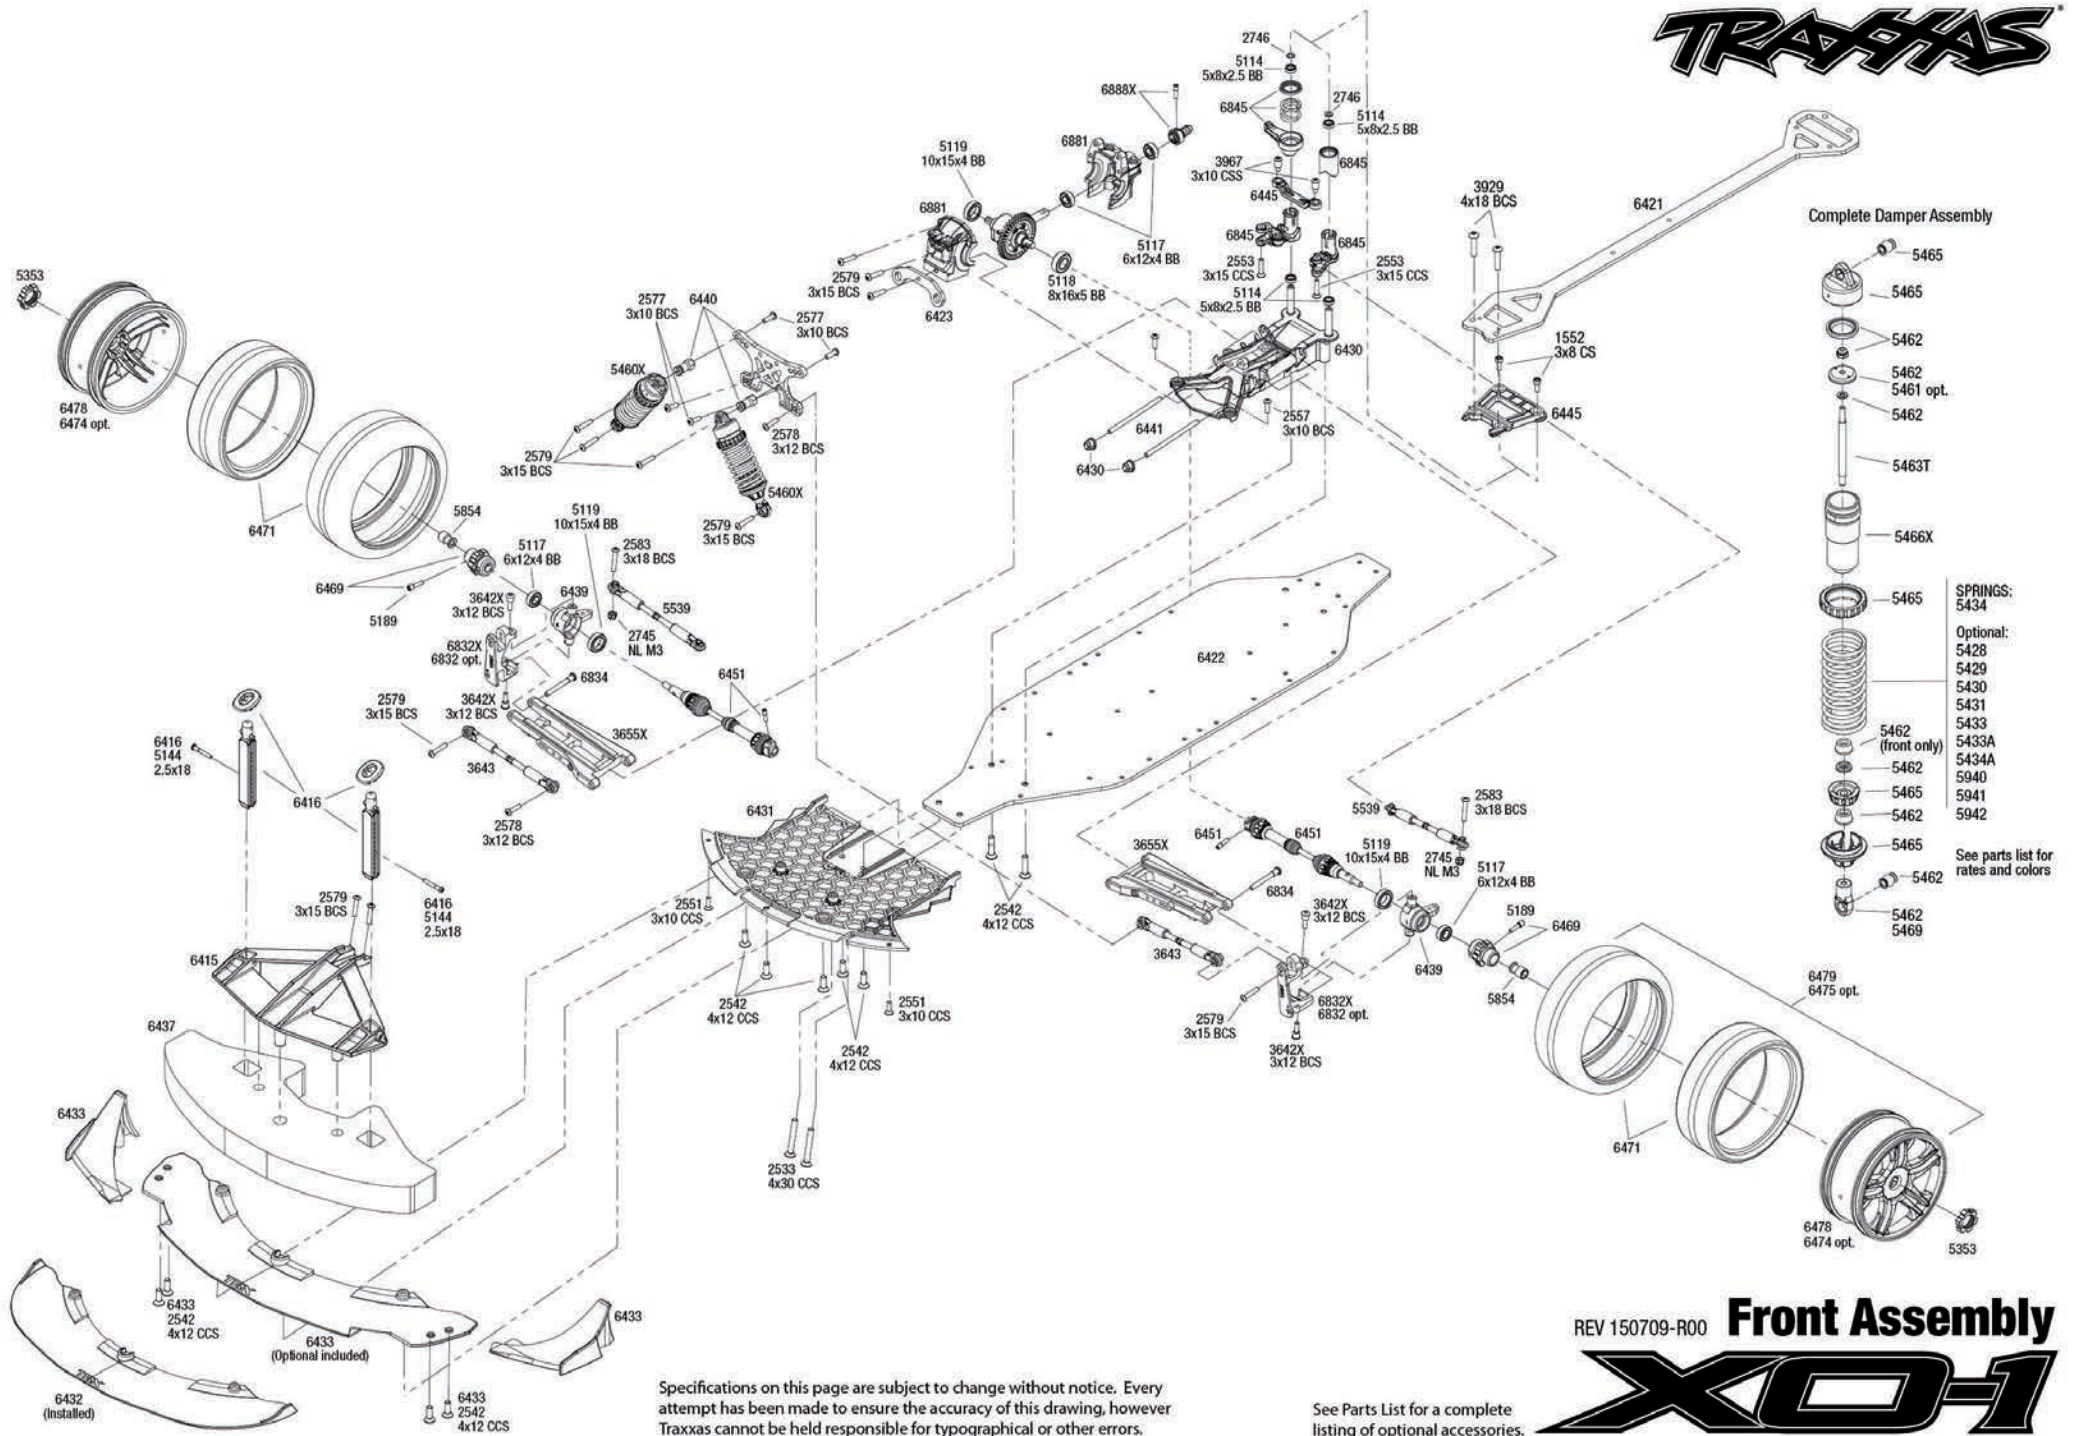 TRAXXAS
2746
5114
5x8x2.5 BB
6845
2746
5114
5x8x2.5 BB
6845
3967
3x10 CSS
6445
6845
6845
2553
3x15 CCS
2553
3x15 CCS
5114
5x8x2.5 BB
6430
6888X
6881
5119
10x15x4 BB
6881
5117
6x12x4 BB
5118
8x16x5 BB
2579
3x15 BCS
6423
3929
4x18 BCS
6421
1552
3x8 CS
6445
2557
3x10 BCS
6441
6430
5353
6478
6474 opt.
6471
2577
3x10 BCS
6440
2577
3x10 BCS
5460X
2578
3x12 BCS
2579
3x15 BCS
5460X
2579
3x15 BCS
5854
6469
5189
5117
6x12x4 BB
5119
10x15x4 BB
2583
3x18 BCS
6439
3642X
3x12 BCS
5539
2745
NL M3
6832X
6832 opt.
6834
6451
3642X
3x12 BCS
2579
3x15 BCS
3655X
3643
2578
3x12 BCS
6422
Complete Damper Assembly
5465
5465
5462
5462
5461 opt.
5462
5463T
5466X
5465
SPRINGS:
5434
Optional:
5428
5429
5430
5431
5433
5433A
5434A
5940
5941
5942
See parts list for
rates and colors
5462
(front only)
5462
5465
5462
5465
5462
5462
5469
6416
5144
2.5x18
6416
6416
5144
2.5x18
2579
3x15 BCS
6415
6437
6431
2551
3x10 CCS
2542
4x12 CCS
2551
3x10 CCS
2542
4x12 CCS
2542
4x12 CCS
2533
4x30 CCS
3655X
6451
6451
5539
2583
3x18 BCS
5119
10x15x4 BB
2745
NL M3
5117
6x12x4 BB
6834
3642X
3x12 BCS
5189
6469
3643
6439
5854
2579
3x15 BCS
6832X
6832 opt.
3642X
3x12 BCS
6479
6475 opt.
6471
6478
6474 opt.
5353
6433
6433
2542
4x12 CCS
6433
(Optional included)
6433
6432
(Installed)
6433
2542
4x12 CCS
Specifications on this page are subject to change without notice. Every
attempt has been made to ensure the accuracy of this drawing, however
Traxxas cannot be held responsible for typographical or other errors.
See Parts List for a complete
listing of optional accessories.
REV 150709-R00 Front Assembly
XO-1